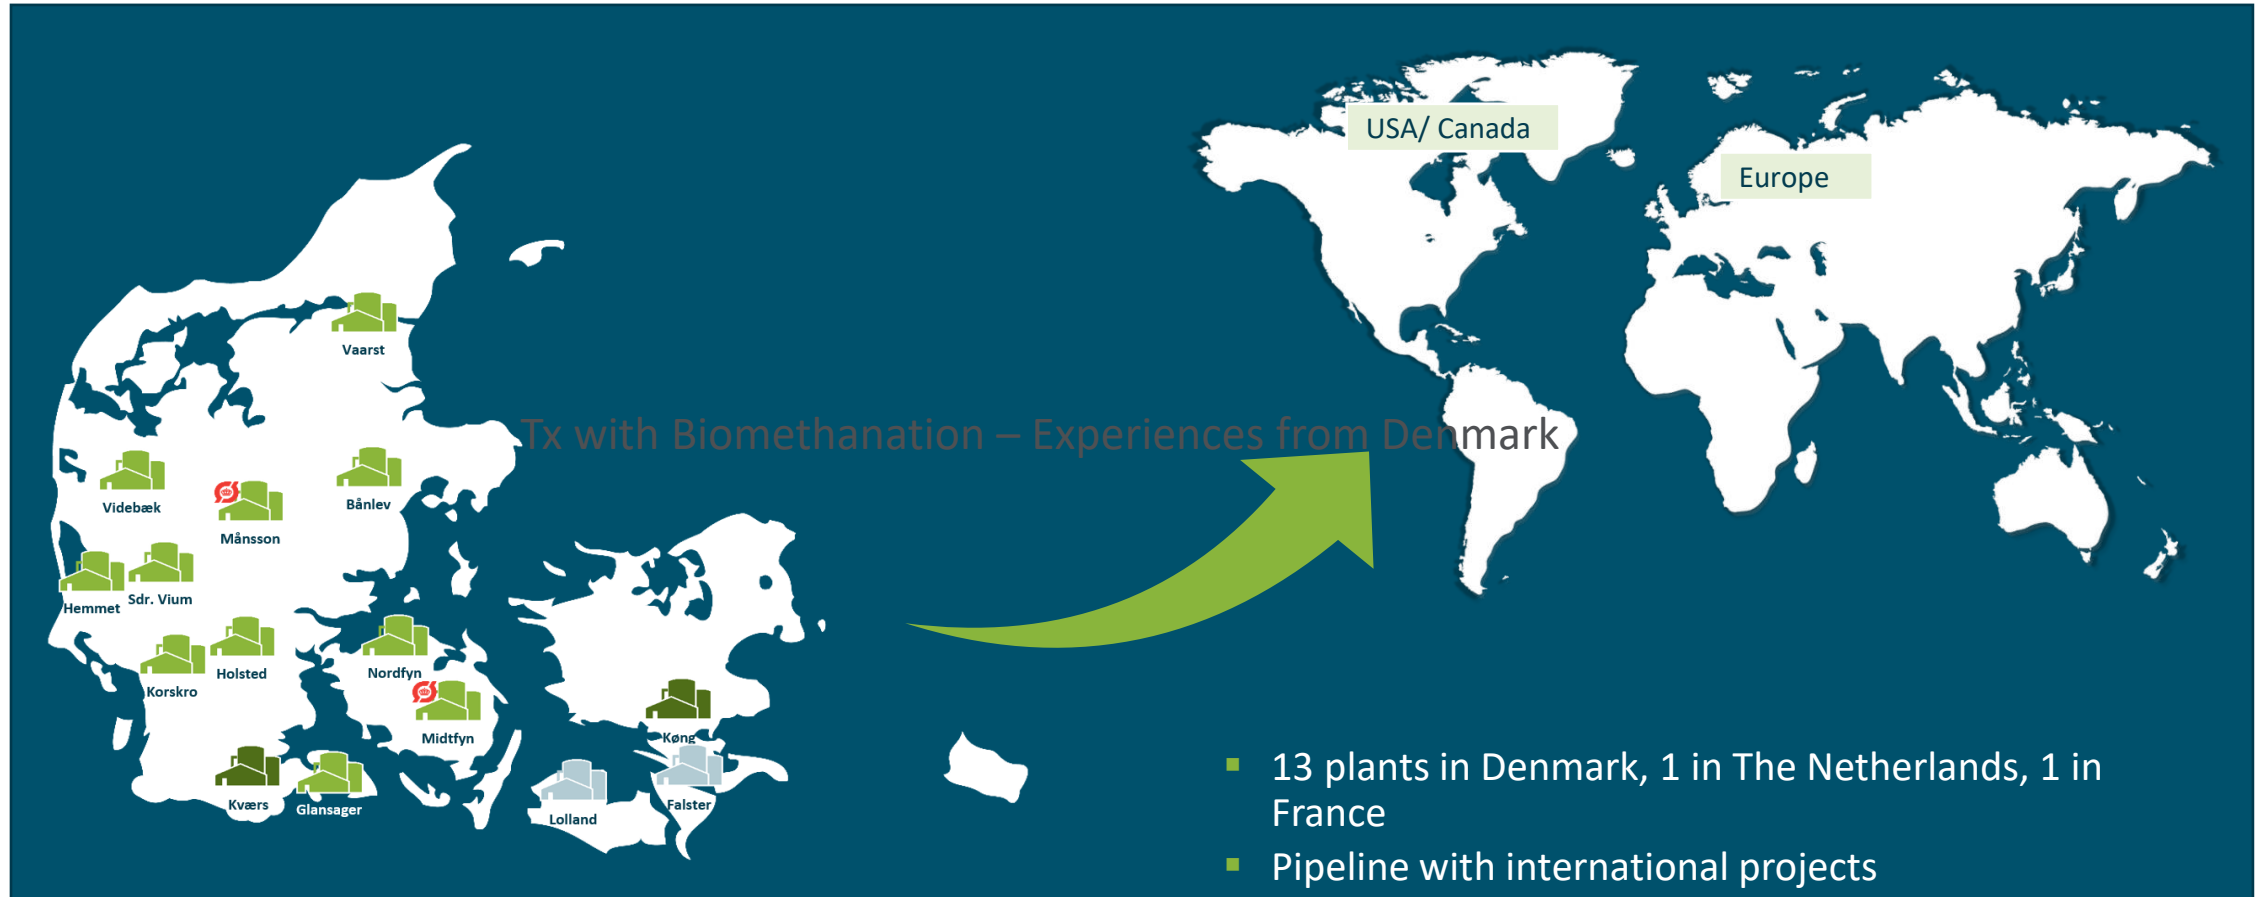 USA/ Canada
Europe
Vaarst
Tx with Biomethanation – Experiences from Denmark
Videbæk
Bånlev
Månsson
Hemmet
Sdr. Vium
Holsted
Nordfyn
Korskro
Midtfyn
Køng
Kværs
Glansager
Lolland
Falster
▪ 13 plants in Denmark, 1 in The Netherlands, 1 in
France
▪ Pipeline with international projects